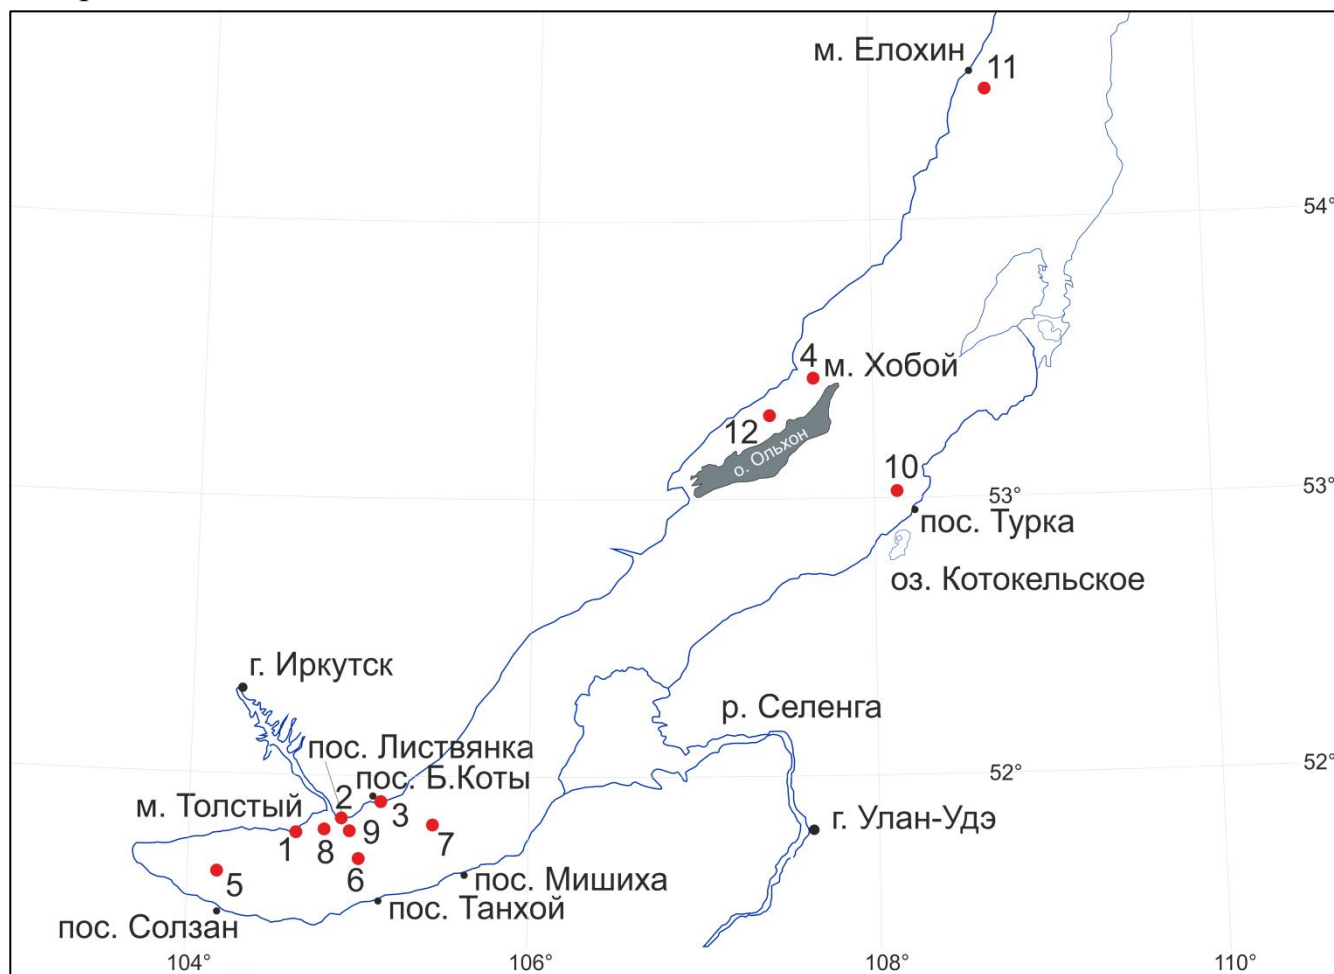 м. Елохин
11
54°
4
м. Хобой
12
о. Ольхон
10
53°
53°
пос. Турка
оз. Котокельское
г. Иркутск
р. Селенга
пос. Листвянка
пос. Б.Коты
52°
52°
м. Толстый
2
3
1
8
9
7
г. Улан-Удэ
5
6
пос. Мишиха
пос. Танхой
пос. Солзан
104°
106°
108°
110°